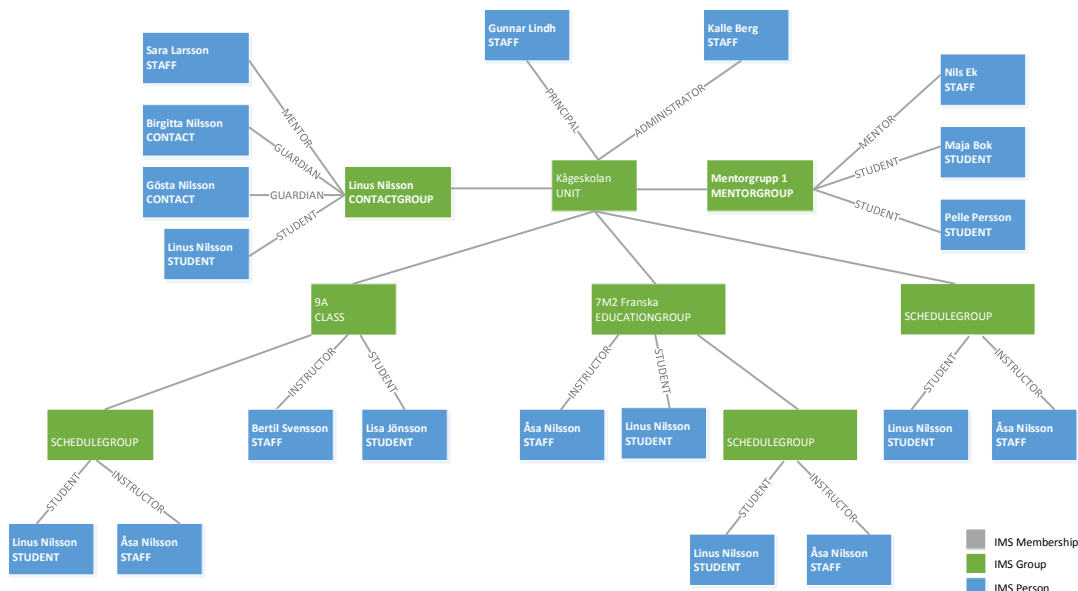 Gunnar Lindh
STAFF
Kalle Berg
STAFF
Sara Larsson
STAFF
Nils Ek
STAFF
PRINCIPAL
ADMINISTRATOR
MENTOR
MENTOR
Birgitta Nilsson
CONTACT
GUARDIAN
Maja Bok
STUDENT
STUDENT
Gösta Nilsson
CONTACT
GUARDIAN
Linus Nilsson
CONTACTGROUP
Kågeskolan
UNIT
Mentorgrupp 1
MENTORGROUP
STUDENT
Pelle Persson
STUDENT
Linus Nilsson
STUDENT
STUDENT
9A
CLASS
7M2 Franska
EDUCATIONGROUP
SCHEDULEGROUP
INSTRUCTOR
STUDENT
INSTRUCTOR
STUDENT
STUDENT
INSTRUCTOR
SCHEDULEGROUP
Bertil Svensson
STAFF
Lisa Jönsson
STUDENT
Åsa Nilsson
STAFF
Linus Nilsson
STUDENT
SCHEDULEGROUP
Linus Nilsson
STUDENT
Åsa Nilsson
STAFF
STUDENT
INSTRUCTOR
STUDENT
INSTRUCTOR
Linus Nilsson
STUDENT
Åsa Nilsson
STAFF
Linus Nilsson
STUDENT
Åsa Nilsson
STAFF
IMS Membership
IMS Group
IMS Person